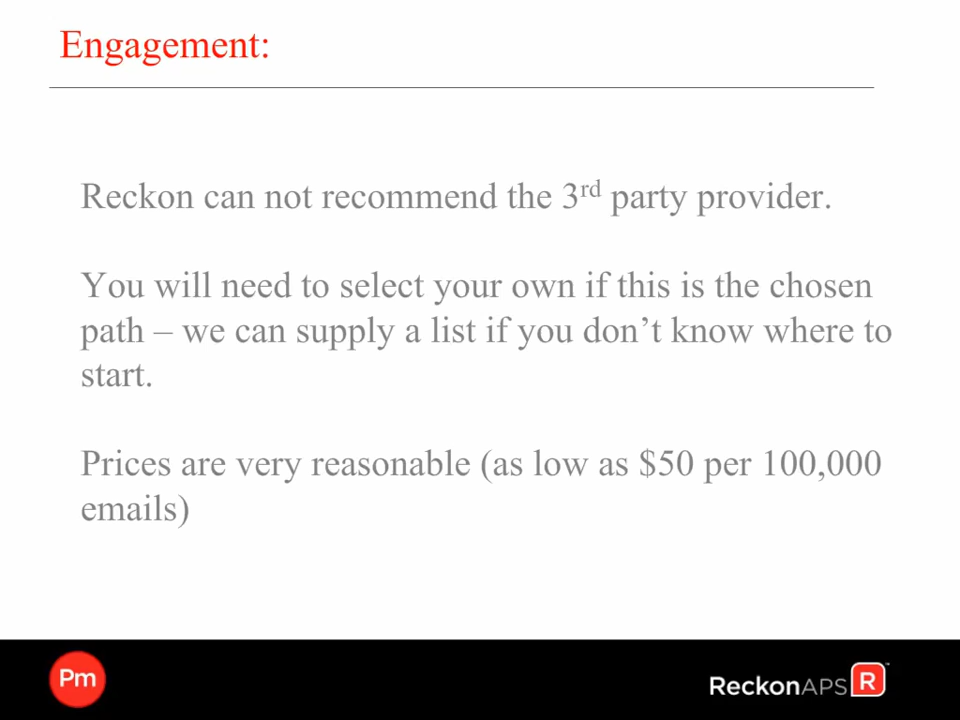 Engagement:
Reckon can not recommend the 3rd party provider.
You will need to select your own if this is the chosen
path – we can supply a list if you don’t know where to
start.
Prices are very reasonable (as low as $50 per 100,000
emails)
Pm
ReckonAPS R™